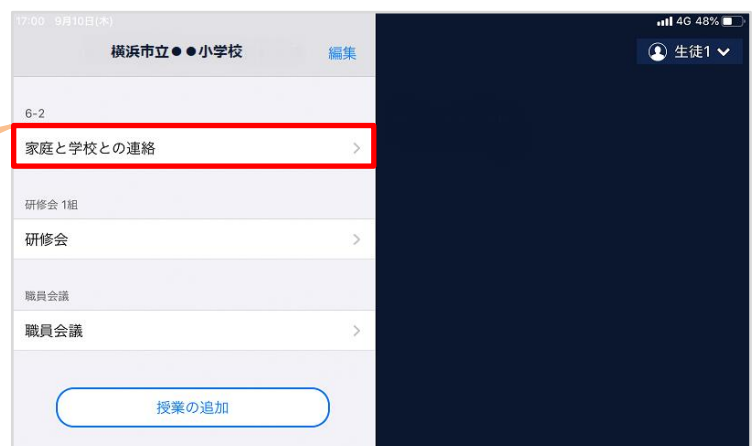 17:00 9月10日(木)
4G 48%
横浜市立●●小学校
編集
生徒1
6-2
家庭と学校との連絡
研修会 1組
研修会
職員会議
職員会議
授業の追加